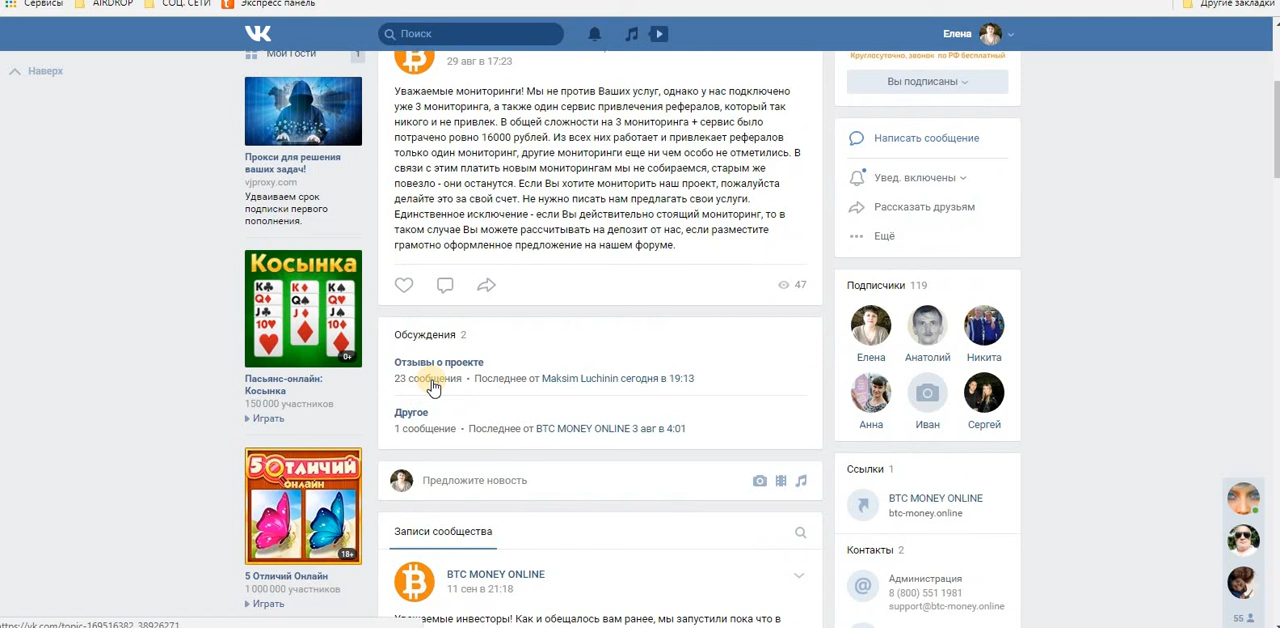 Сервисы
AIRDROP
СОЦ. СЕТИ
Экспресс панель
Другие закладки
Поиск
Елена
Наверх
Мои Гости
1
Прокси для решения
ваших задач!
vjproxy.com
Удваиваем срок
подписки первого
пополнения.
Косынка
K
Q
J
10
K
Q
J
K
Q
J
10
0+
Пасьянс-онлайн:
Косынка
150 000 участников
Играть
5 ОТЛИЧИЙ
ОНЛАЙН
18+
5 Отличий Онлайн
1 000 000 участников
Играть
29 авг в 17:23
Уважаемые мониторинги! Мы не против Ваших услуг, однако у нас подключено
уже 3 мониторинга, а также один сервис привлечения рефералов, который так
никого и не привлек. В общей сложности на 3 мониторинга + сервис было
потрачено ровно 16000 рублей. Из всех них работает и привлекает рефералов
только один мониторинг, другие мониторинги еще ни чем особо не отметились. В
связи с этим платить новым мониторингам мы не собираемся, старым же
повезло - они останутся. Если Вы хотите мониторить наш проект, пожалуйста
делайте это за свой счет. Не нужно писать нам предлагать свои услуги.
Единственное исключение - если Вы действительно стоящий мониторинг, то в
таком случае Вы можете рассчитывать на депозит от нас, если разместите
грамотно оформленное предложение на нашем форуме.
47
Обсуждения 2
Отзывы о проекте
23 сообщения • Последнее от Maksim Luchinin сегодня в 19:13
Другое
1 сообщение • Последнее от BTC MONEY ONLINE 3 авг в 4:01
Предложите новость
Записи сообщества
BTC MONEY ONLINE
11 сен в 21:18
Уважаемые инвесторы! Как и обещалось вам ранее, мы запустили пока что в
Круглосуточно, звонок по РФ бесплатный
Вы подписаны
Написать сообщение
Увед. включены
Рассказать друзьям
Ещё
Подписчики 119
Елена
Анатолий
Никита
Анна
Иван
Сергей
Ссылки 1
BTC MONEY ONLINE
btc-money.online
Контакты 2
Администрация
8 (800) 551 1981
support@btc-money.online
55
https://vk.com/topic-169516382_38926271